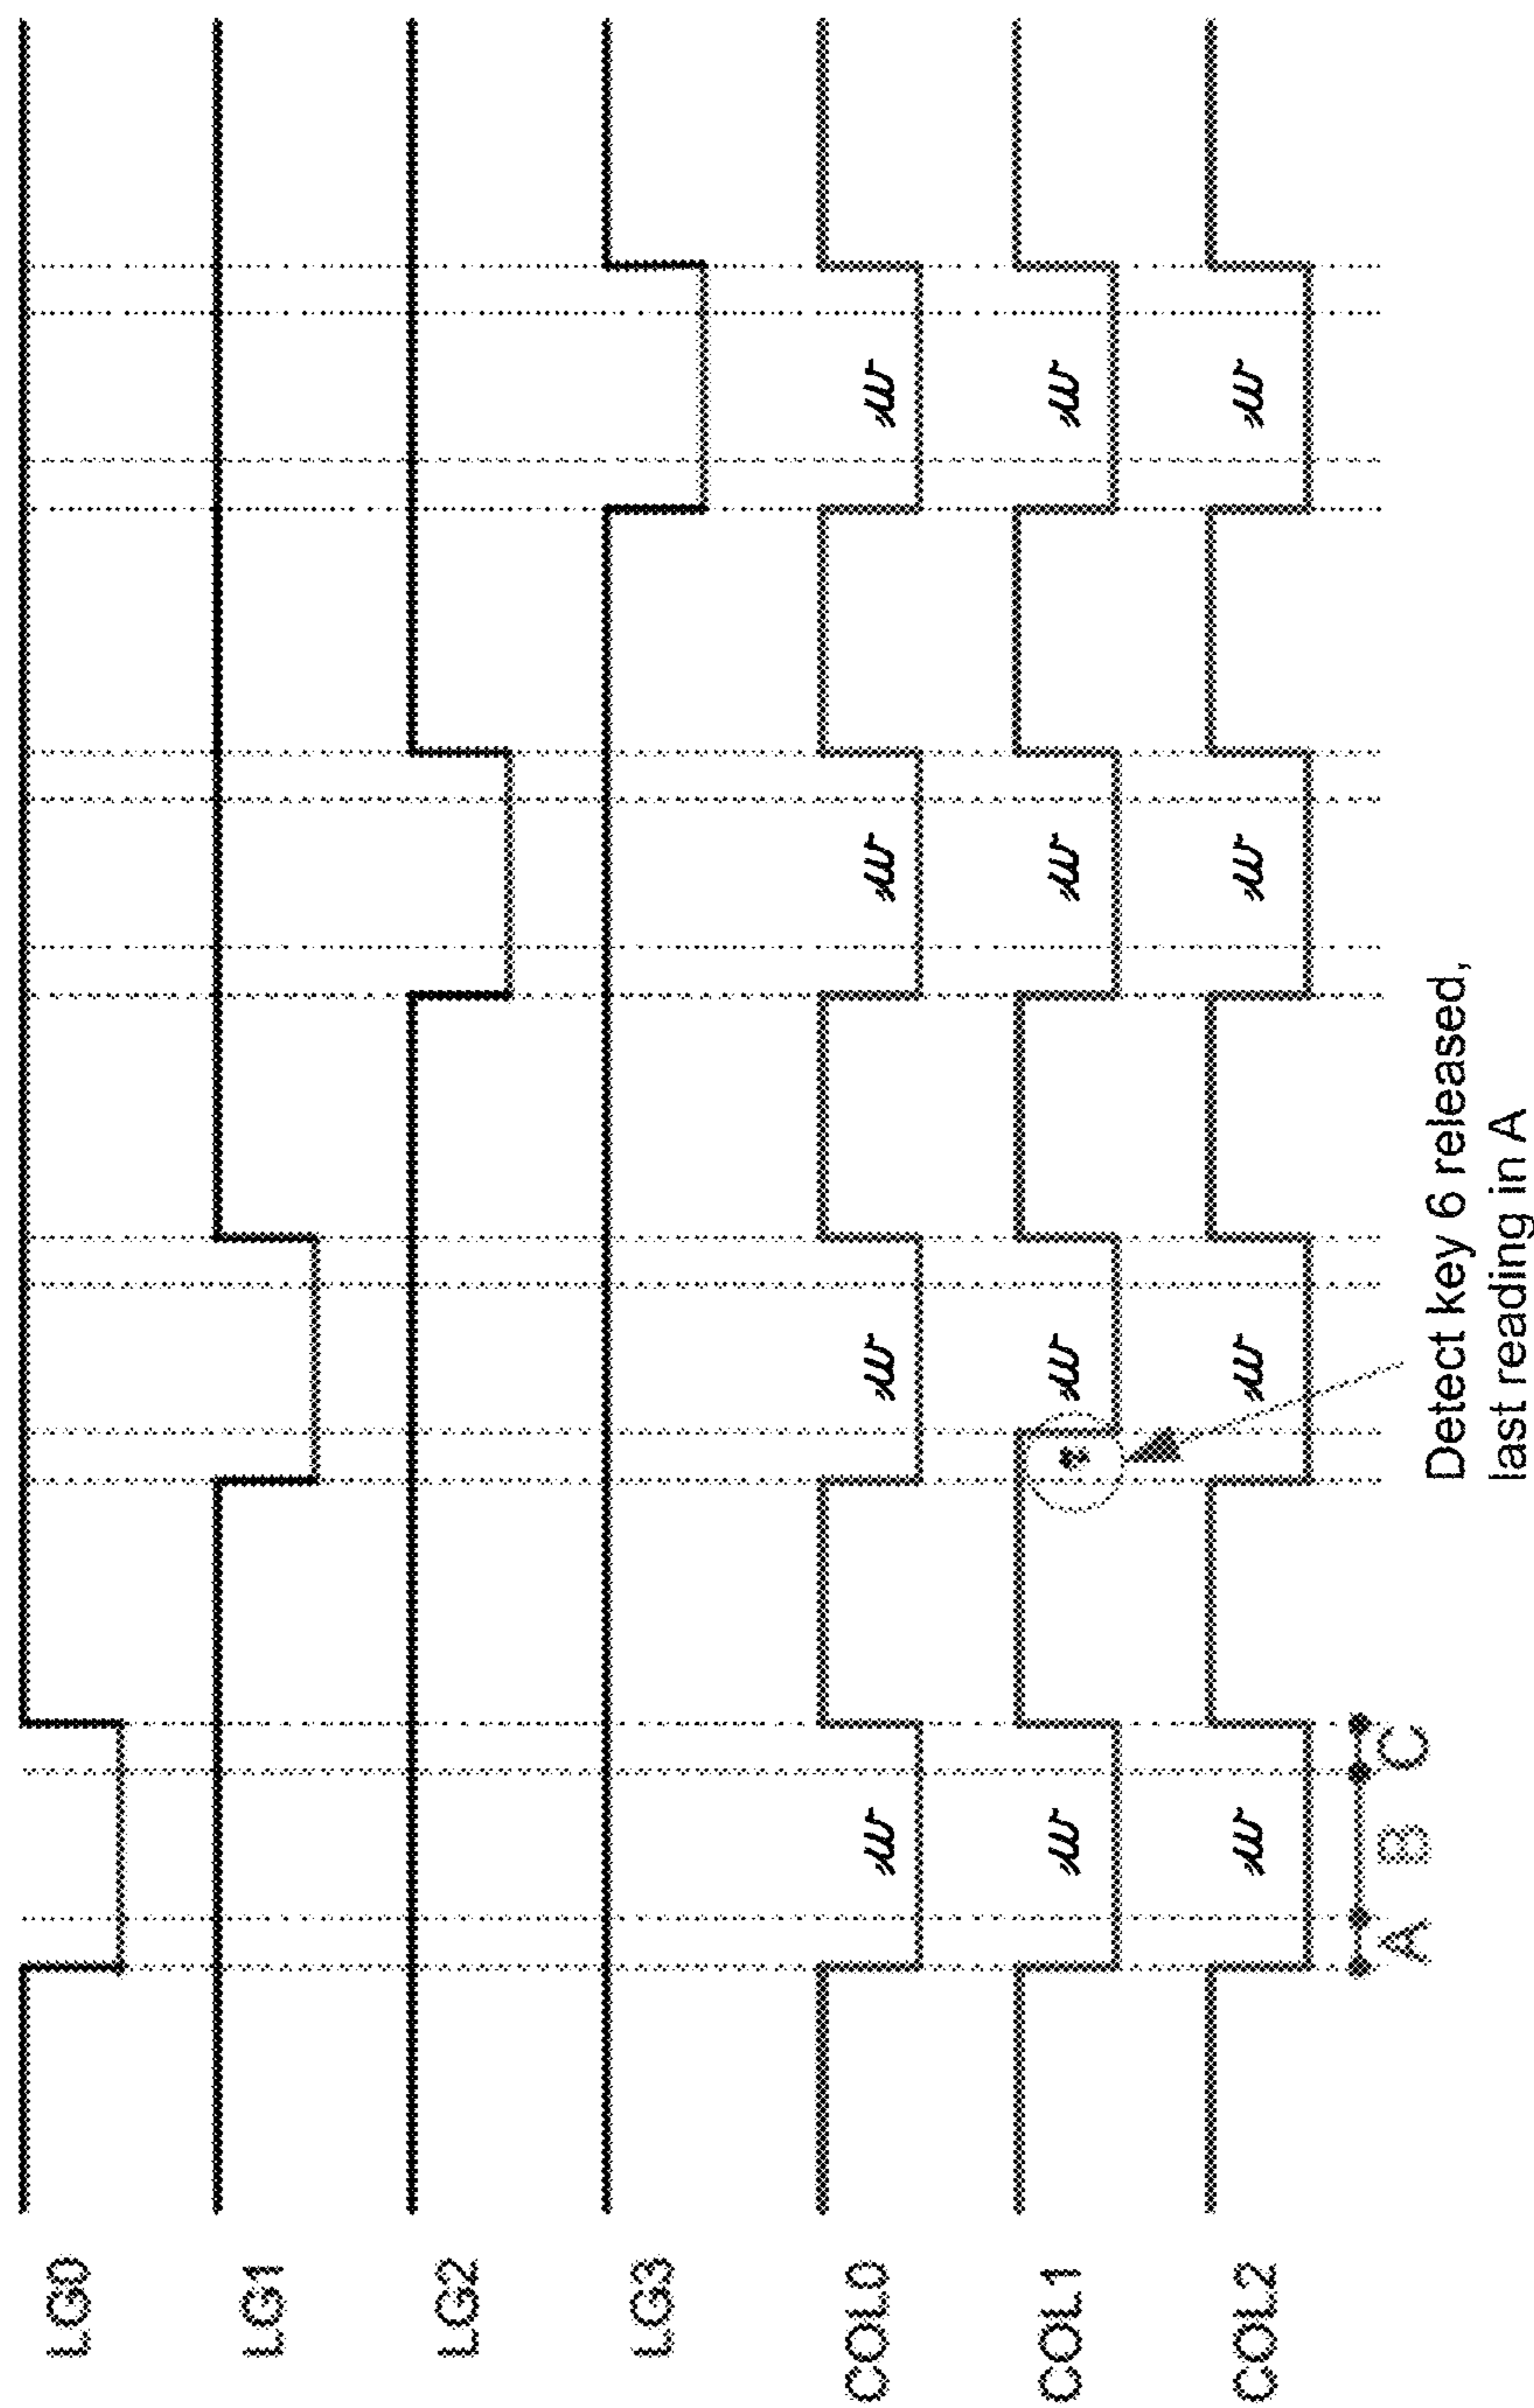 LG0
LG1
LG2
LG3
COL0
COL1
COL2
A B C
Detect key 6 released,
last reading in A